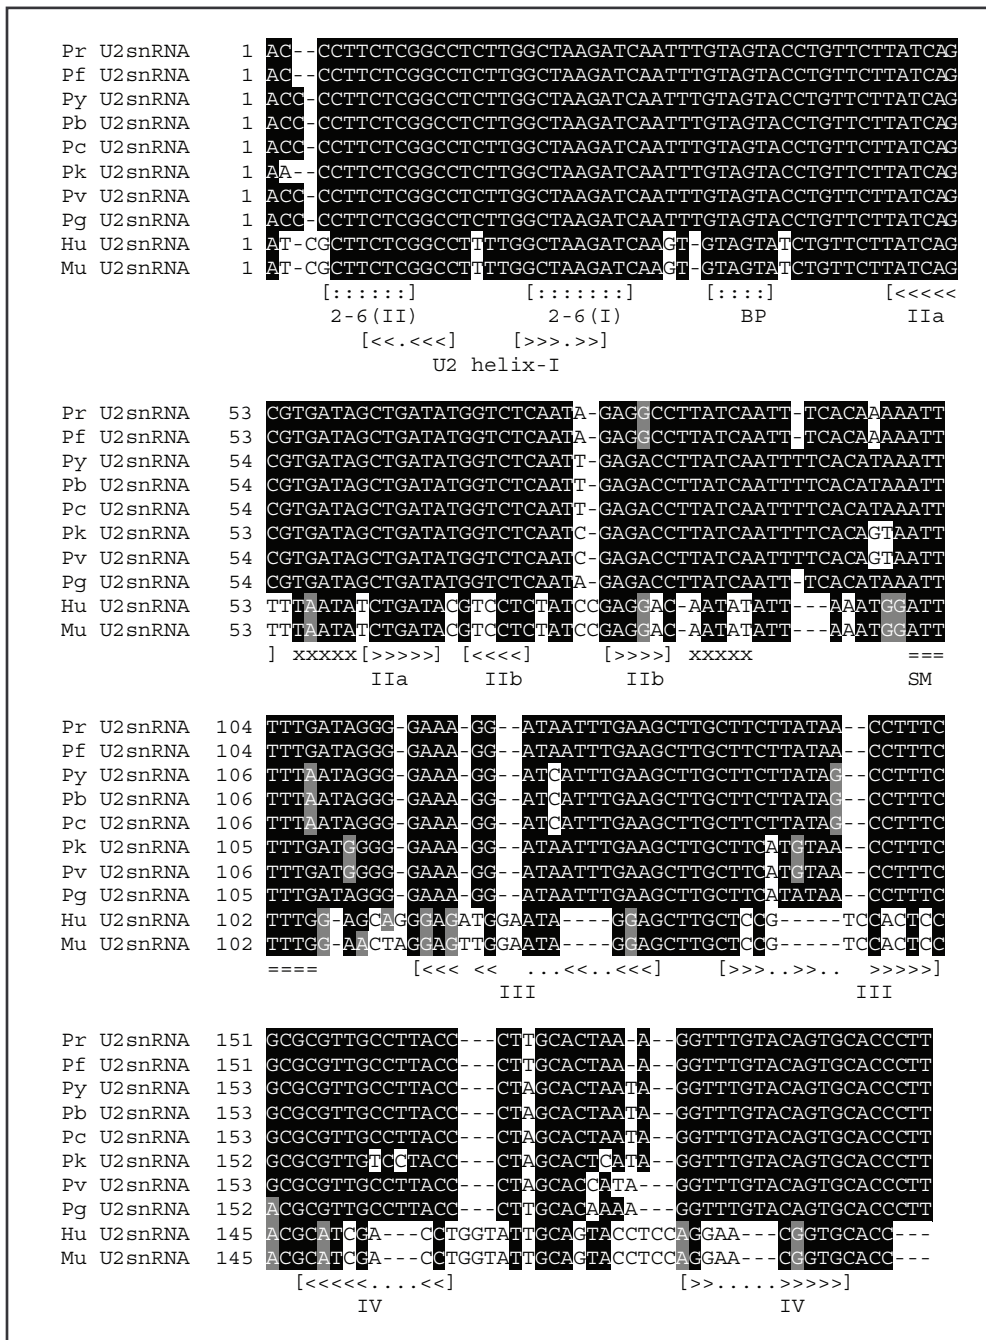 Pr U2snRNA 1 AC--CCTTCTCGGCCTCTTGGCTAAGATCAATTTGTAGTACCTGTTCTTATCAG
Pf U2snRNA 1 AC--CCTTCTCGGCCTCTTGGCTAAGATCAATTTGTAGTACCTGTTCTTATCAG
Py U2snRNA 1 ACC-CCTTCTCGGCCTCTTGGCTAAGATCAATTTGTAGTACCTGTTCTTATCAG
Pb U2snRNA 1 ACC-CCTTCTCGGCCTCTTGGCTAAGATCAATTTGTAGTACCTGTTCTTATCAG
Pc U2snRNA 1 ACC-CCTTCTCGGCCTCTTGGCTAAGATCAATTTGTAGTACCTGTTCTTATCAG
Pk U2snRNA 1 AA--CCTTCTCGGCCTCTTGGCTAAGATCAATTTGTAGTACCTGTTCTTATCAG
Pv U2snRNA 1 ACC-CCTTCTCGGCCTCTTGGCTAAGATCAATTTGTAGTACCTGTTCTTATCAG
Pg U2snRNA 1 ACC-CCTTCTCGGCCTCTTGGCTAAGATCAATTTGTAGTACCTGTTCTTATCAG
Hu U2snRNA 1 AT-CGCTTCTCGGCCTTTTGGCTAAGATCAAGT-GTAGTATCTGTTCTTATCAG
Mu U2snRNA 1 AT-CGCTTCTCGGCCTTTTGGCTAAGATCAAGT-GTAGTATCTGTTCTTATCAG
[::::::] [:::::::] [::::] [<<<<<
2-6(II) 2-6(I) BP IIa
[<<.<<<] [>>>.>>]
U2 helix-I
Pr U2snRNA 53 CGTGATAGCTGATATGGTCTCAATA-GAGGCCTTATCAATT-TCACAAAAATT
Pf U2snRNA 53 CGTGATAGCTGATATGGTCTCAATA-GAGGCCTTATCAATT-TCACAAAAATT
Py U2snRNA 54 CGTGATAGCTGATATGGTCTCAATT-GAGACCTTATCAATTTTCACATAAATT
Pb U2snRNA 54 CGTGATAGCTGATATGGTCTCAATT-GAGACCTTATCAATTTTCACATAAATT
Pc U2snRNA 54 CGTGATAGCTGATATGGTCTCAATT-GAGACCTTATCAATTTTCACATAAATT
Pk U2snRNA 53 CGTGATAGCTGATATGGTCTCAATC-GAGACCTTATCAATTTTCACAGTAATT
Pv U2snRNA 54 CGTGATAGCTGATATGGTCTCAATC-GAGACCTTATCAATTTTCACAGTAATT
Pg U2snRNA 54 CGTGATAGCTGATATGGTCTCAATA-GAGACCTTATCAATT-TCACATAAATT
Hu U2snRNA 53 TTTAATATCTGATACGTCCTCTATCCGAGGAC-AATATATT---AAATGGATT
Mu U2snRNA 53 TTTAATATCTGATACGTCCTCTATCCGAGGAC-AATATATT---AAATGGATT
] xxxxx[>>>>>] [<<<<] [>>>>] xxxxx ===
IIa IIb IIb SM
Pr U2snRNA 104 TTTGATAGGG-GAAA-GG--ATAATTTGAAGCTTGCTTCTTATAA--CCTTTC
Pf U2snRNA 104 TTTGATAGGG-GAAA-GG--ATAATTTGAAGCTTGCTTCTTATAA--CCTTTC
Py U2snRNA 106 TTTAATAGGG-GAAA-GG--ATCATTTGAAGCTTGCTTCTTATAG--CCTTTC
Pb U2snRNA 106 TTTAATAGGG-GAAA-GG--ATCATTTGAAGCTTGCTTCTTATAG--CCTTTC
Pc U2snRNA 106 TTTAATAGGG-GAAA-GG--ATCATTTGAAGCTTGCTTCTTATAG--CCTTTC
Pk U2snRNA 105 TTTGATGGGG-GAAA-GG--ATAATTTGAAGCTTGCTTCATGTAA--CCTTTC
Pv U2snRNA 106 TTTGATGGGG-GAAA-GG--ATAATTTGAAGCTTGCTTCATGTAA--CCTTTC
Pg U2snRNA 105 TTTGATAGGG-GAAA-GG--ATAATTTGAAGCTTGCTTCATATAA--CCTTTC
Hu U2snRNA 102 TTTGG-AGCAGGGAGATGGAATA----GGAGCTTGCTCCG-----TCCACTCC
Mu U2snRNA 102 TTTGG-AACTAGGAGTTGGAATA----GGAGCTTGCTCCG-----TCCACTCC
==== [<<< << ...<<..<<<] [>>>..>>.. >>>>>]
III III
Pr U2snRNA 151 GCGCGTTGCCTTACC---CTTGCACTAA-A--GGTTTGTACAGTGCACCCTT
Pf U2snRNA 151 GCGCGTTGCCTTACC---CTTGCACTAA-A--GGTTTGTACAGTGCACCCTT
Py U2snRNA 153 GCGCGTTGCCTTACC---CTAGCACTAATA--GGTTTGTACAGTGCACCCTT
Pb U2snRNA 153 GCGCGTTGCCTTACC---CTAGCACTAATA--GGTTTGTACAGTGCACCCTT
Pc U2snRNA 153 GCGCGTTGCCTTACC---CTAGCACTAATA--GGTTTGTACAGTGCACCCTT
Pk U2snRNA 152 GCGCGTTGTCCTACC---CTAGCACTCATA--GGTTTGTACAGTGCACCCTT
Pv U2snRNA 153 GCGCGTTGCCTTACC---CTAGCACCATA---GGTTTGTACAGTGCACCCTT
Pg U2snRNA 152 ACGCGTTGCCTTACC---CTTGCACAAAA---GGTTTGTACAGTGCACCCTT
Hu U2snRNA 145 ACGCATCGA---CCTGGTATTGCAGTACCTCCAGGAA---CGGTGCACC---
Mu U2snRNA 145 ACGCATCGA---CCTGGTATTGCAGTACCTCCAGGAA---CGGTGCACC---
[<<<<<....<<] [>>.....>>>>>]
IV IV